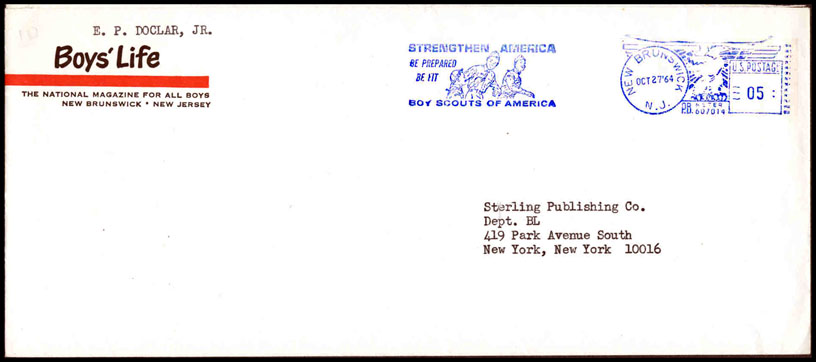 E. P. DOCLAR, JR.
Boys' Life
THE NATIONAL MAGAZINE FOR ALL BOYS
NEW BRUNSWICK • NEW JERSEY
STRENGTHEN AMERICA
BE PREPARED
BE FIT
BOY SCOUTS OF AMERICA
NEW BRUNSWICK
OCT 27'64
N.J.
U.S. POSTAGE
05
P.B. METER
607014
Sterling Publishing Co.
Dept. BL
419 Park Avenue South
New York, New York 10016